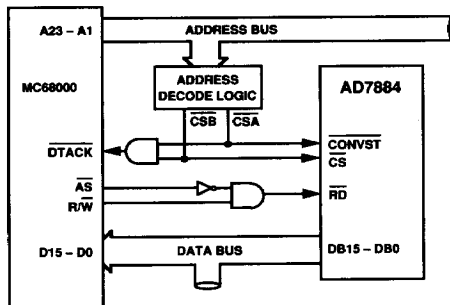 A23 – A1
ADDRESS BUS
MC68000
ADDRESS
DECODE LOGIC
AD7884
CSB
CSA
DTACK
CONVST
CS
AS
R/W
RD
D15 – D0
DATA BUS
DB15 – DB0